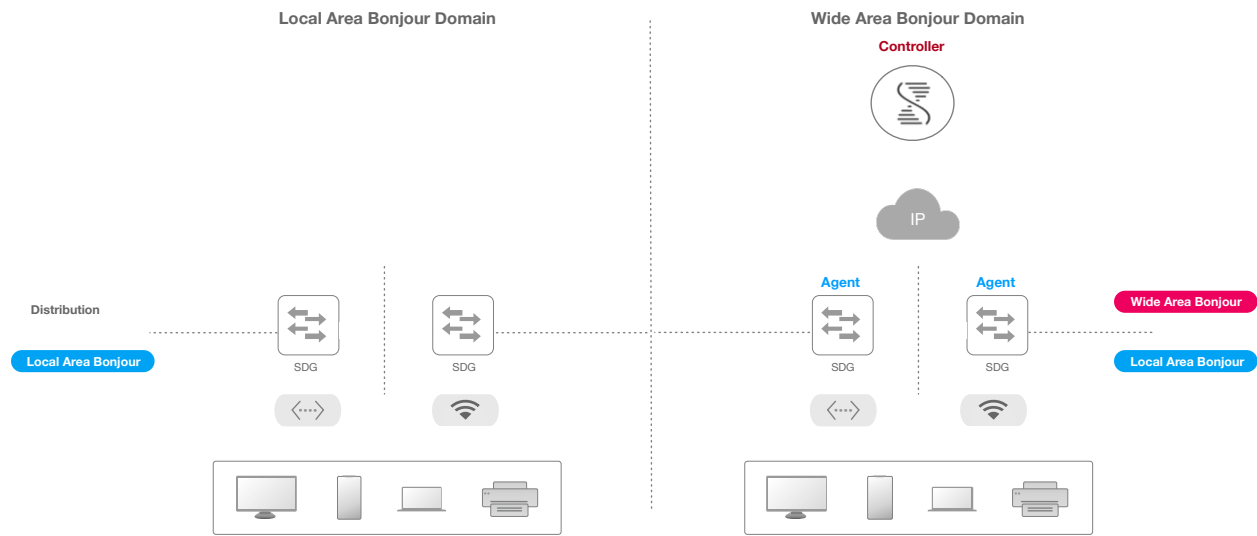 Local Area Bonjour Domain
Wide Area Bonjour Domain
Controller
IP
Agent
Agent
Distribution
Wide Area Bonjour
Local Area Bonjour
Local Area Bonjour
SDG
SDG
SDG
SDG